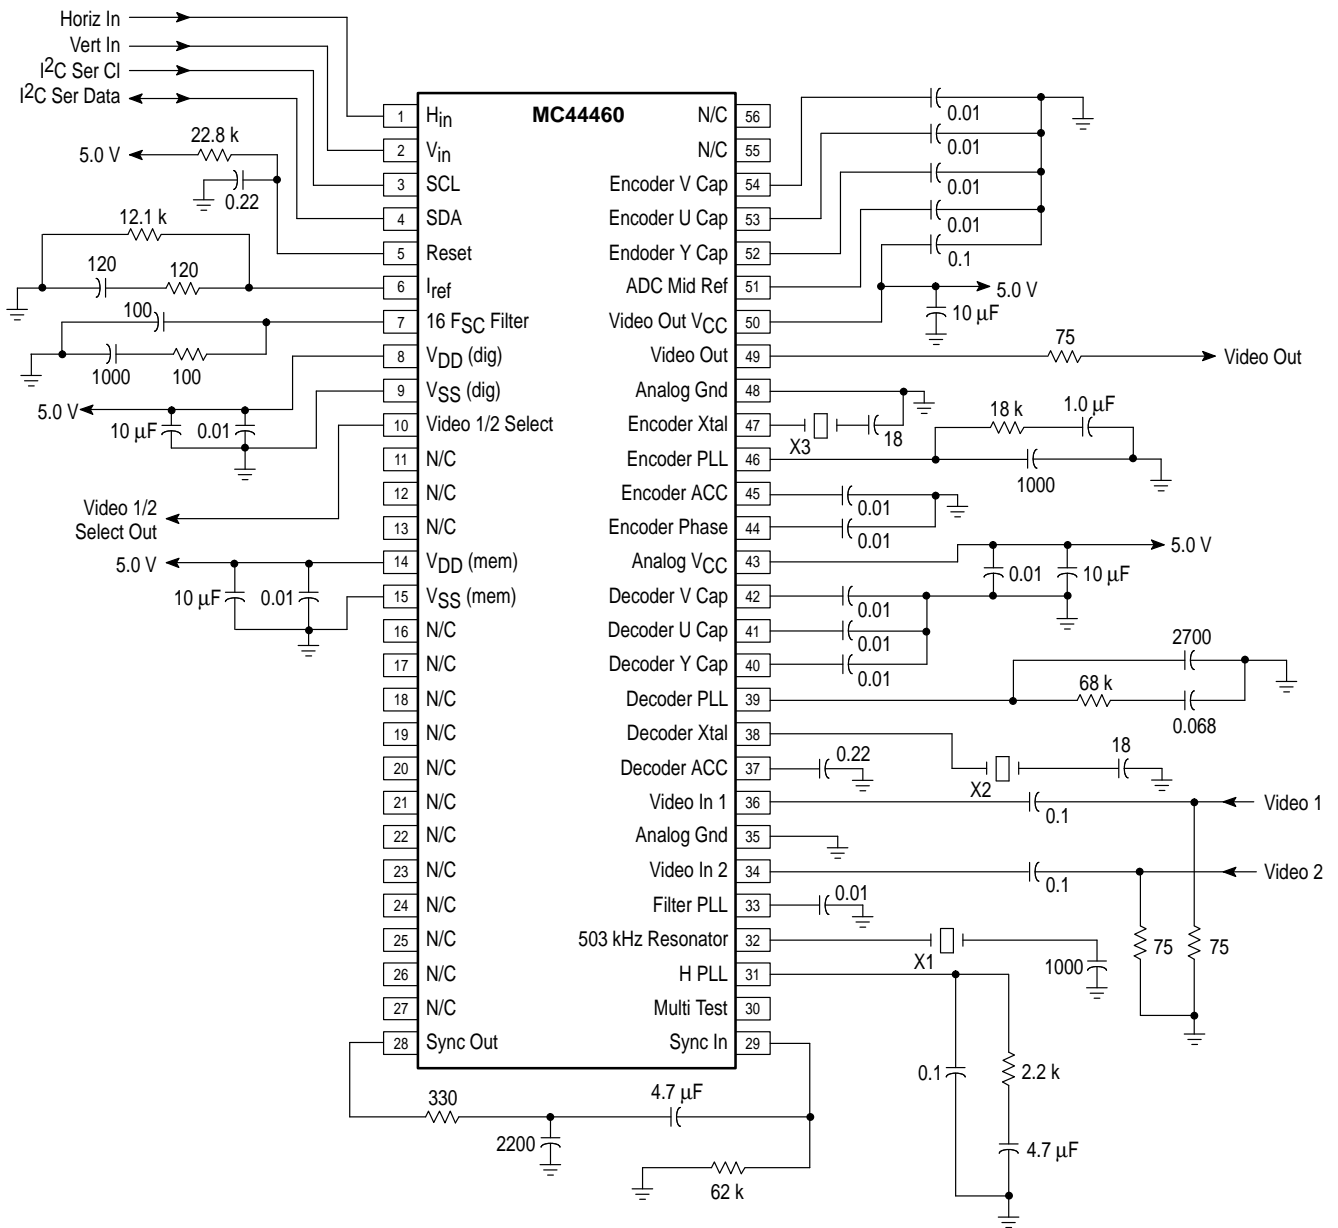 Horiz In
Vert In
I2C Ser Cl
I2C Ser Data
5.0 V
22.8 k
0.22
12.1 k
120
120
100
1000
100
5.0 V
10 µF
0.01
Video 1/2
Select Out
5.0 V
10 µF
0.01
MC44460
1 Hin
2 Vin
3 SCL
4 SDA
5 Reset
6 Iref
7 16 FSC Filter
8 VDD (dig)
9 VSS (dig)
10 Video 1/2 Select
11 N/C
12 N/C
13 N/C
14 VDD (mem)
15 VSS (mem)
16 N/C
17 N/C
18 N/C
19 N/C
20 N/C
21 N/C
22 N/C
23 N/C
24 N/C
25 N/C
26 N/C
27 N/C
28 Sync Out
N/C 56
N/C 55
Encoder V Cap 54
Encoder U Cap 53
Endoder Y Cap 52
ADC Mid Ref 51
Video Out VCC 50
Video Out 49
Analog Gnd 48
Encoder Xtal 47
Encoder PLL 46
Encoder ACC 45
Encoder Phase 44
Analog VCC 43
Decoder V Cap 42
Decoder U Cap 41
Decoder Y Cap 40
Decoder PLL 39
Decoder Xtal 38
Decoder ACC 37
Video In 1 36
Analog Gnd 35
Video In 2 34
Filter PLL 33
503 kHz Resonator 32
H PLL 31
Multi Test 30
Sync In 29
0.01
0.01
0.01
0.01
0.1
5.0 V
10 µF
75
Video Out
X3
18
18 k
1.0 µF
1000
0.01
0.01
5.0 V
0.01
10 µF
0.01
0.01
0.01
2700
68 k
0.068
0.22
X2
18
Video 1
0.1
Video 2
0.1
0.01
X1
1000
75
75
0.1
2.2 k
4.7 µF
330
4.7 µF
2200
62 k